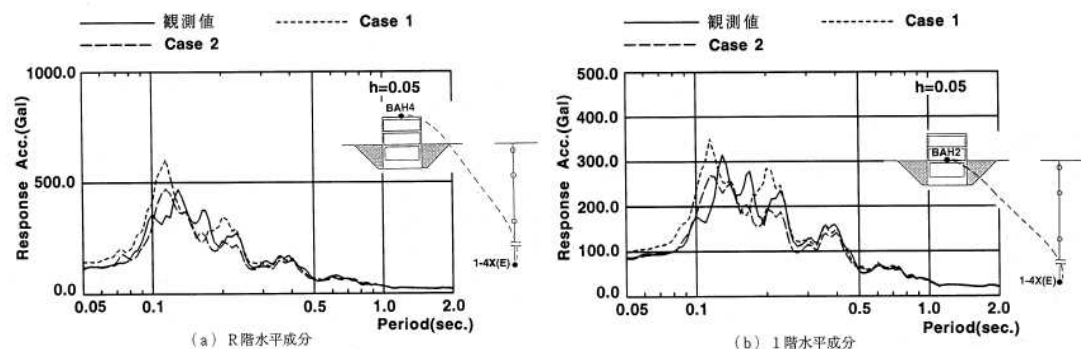 観測値
Case 1
Case 2
1000.0
500.0
0.0
Response Acc.(Gal)
h=0.05
BAH4
1-4X(E)
0.05 0.1 0.5 1.0 2.0
Period(sec.)
(a) R階水平成分
観測値
Case 1
Case 2
500.0
400.0
300.0
200.0
100.0
00.0
Response Acc.(Gal)
h=0.05
BAH2
1-4X(E)
0.05 0.1 0.5 1.0 2.0
Period(sec.)
(b) 1階水平成分